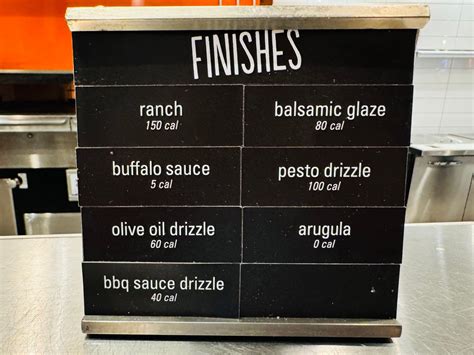 FINISHES
ranch
150 cal
balsamic glaze
80 cal
buffalo sauce
5 cal
pesto drizzle
100 cal
olive oil drizzle
60 cal
arugula
0 cal
bbq sauce drizzle
40 cal